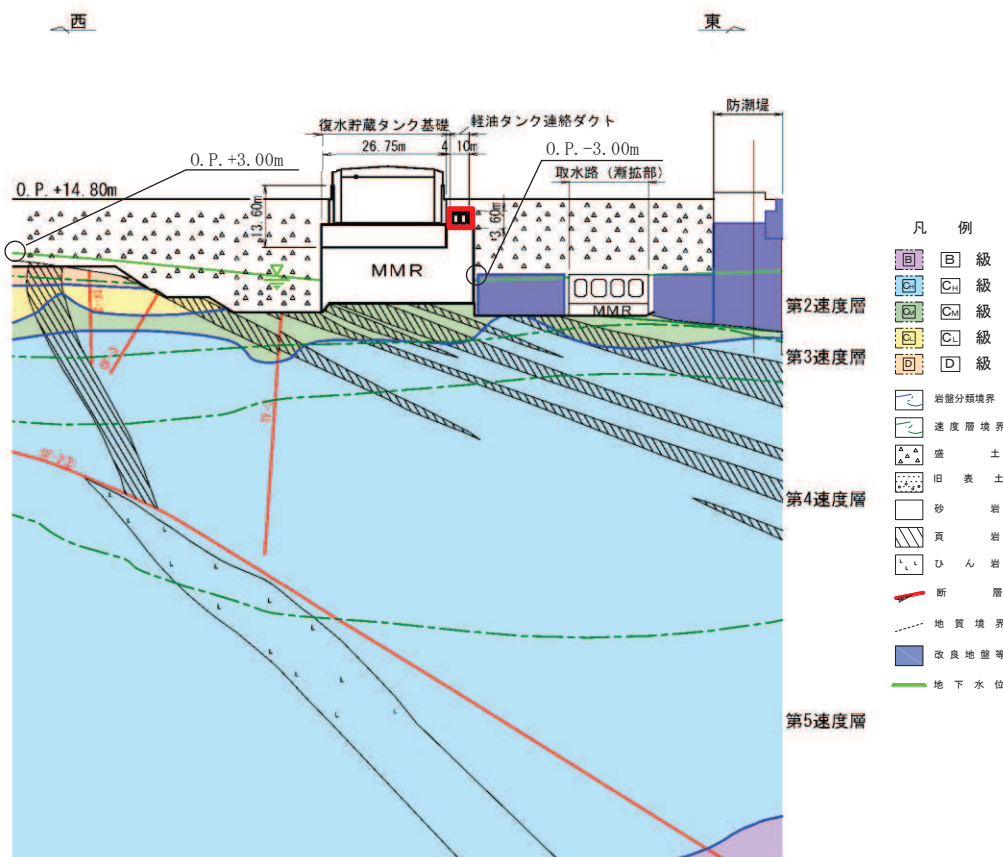 西
東
防潮堤
復水貯蔵タンク基礎
軽油タンク連絡ダクト
26.75m
4.10m
O.P.+3.00m
O.P.-3.00m
取水路（漸拡部）
O.P.+14.80m
13.60m
3.60m
MMR
MMR
第2速度層
第3速度層
第4速度層
第5速度層
凡例
B B 級
CH CH 級
CM CM 級
CL CL 級
D D 級
岩盤分類境界
速度層境界
盛土
旧表土
砂岩
頁岩
ひん岩
断層
地質境界
改良地盤等
地下水位